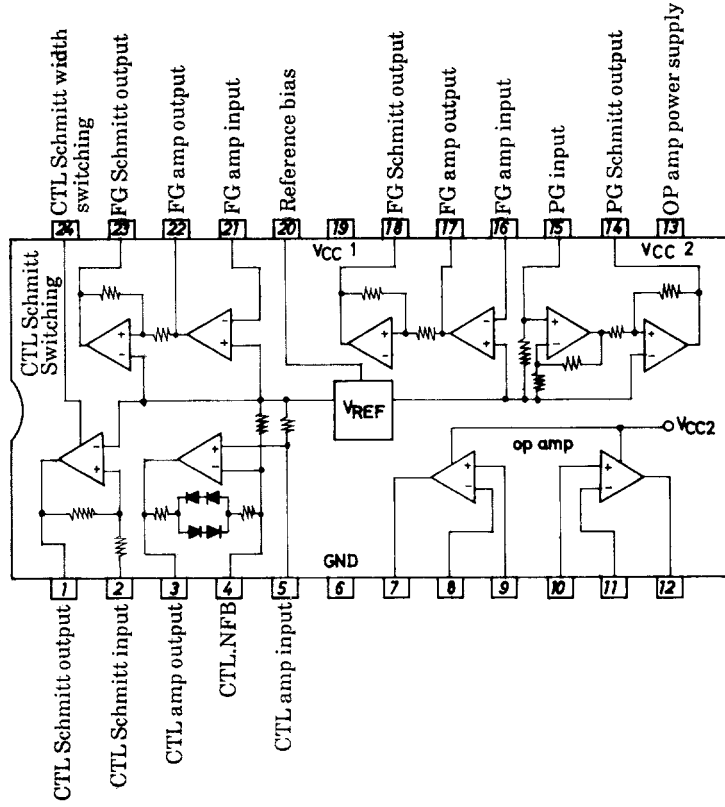 CTL Schmitt width
switching
FG Schmitt output
FG amp output
FG amp input
Reference bias
FG Schmitt output
FG amp output
FG amp input
PG input
PG Schmitt output
OP amp power supply
24
23
22
21
20
19
18
17
16
15
14
13
CTL Schmitt
Switching
VCC 1
VCC 2
-
+
+
-
-
+
+
-
-
+
+
-
+
-
VREF
-
+
+
-
VCC2
op amp
+
-
+
-
GND
1
2
3
4
5
6
7
8
9
10
11
12
CTL Schmitt output
CTL Schmitt input
CTL amp output
CTL.NFB
CTL amp input